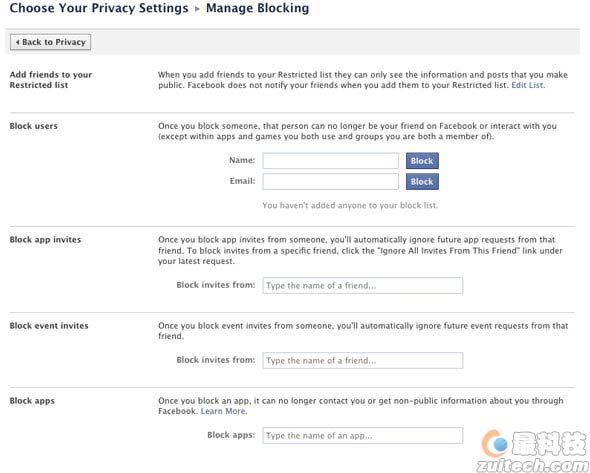 Choose Your Privacy Settings ▸ Manage Blocking
Back to Privacy
Add friends to your
Restricted list
When you add friends to your Restricted list they can only see the information and posts that you make
public. Facebook does not notify your friends when you add them to your Restricted list. Edit List.
Block users
Once you block someone, that person can no longer be your friend on Facebook or interact with you
(except within apps and games you both use and groups you are both a member of).
Name: Block
Email: Block
You haven't added anyone to your block list.
Block app invites
Once you block app invites from someone, you'll automatically ignore future app requests from that
friend. To block invites from a specific friend, click the "Ignore All Invites From This Friend" link under
your latest request.
Block invites from: Type the name of a friend...
Block event invites
Once you block event invites from someone, you'll automatically ignore future event requests from that
friend.
Block invites from: Type the name of a friend...
Block apps
Once you block an app, it can no longer contact you or get non-public information about you through
Facebook. Learn More.
Block apps: Type the name of an app...
最科技
zuitech.com